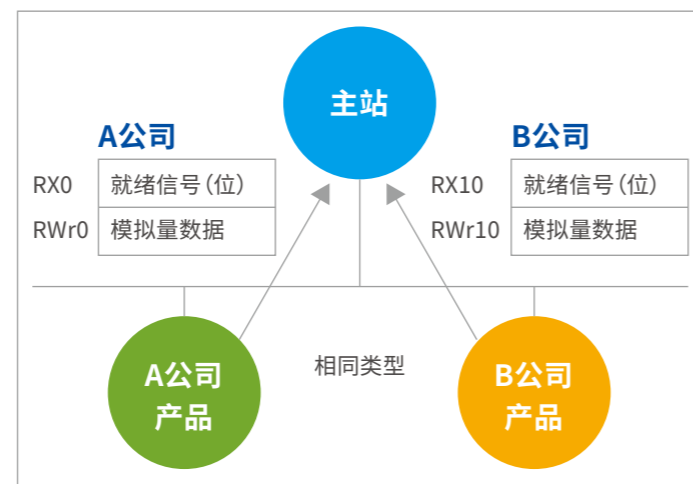 主站
A公司
RX0 就绪信号（位）
RWr0 模拟量数据
B公司
RX10 就绪信号（位）
RWr10 模拟量数据
A公司
产品
相同类型
B公司
产品